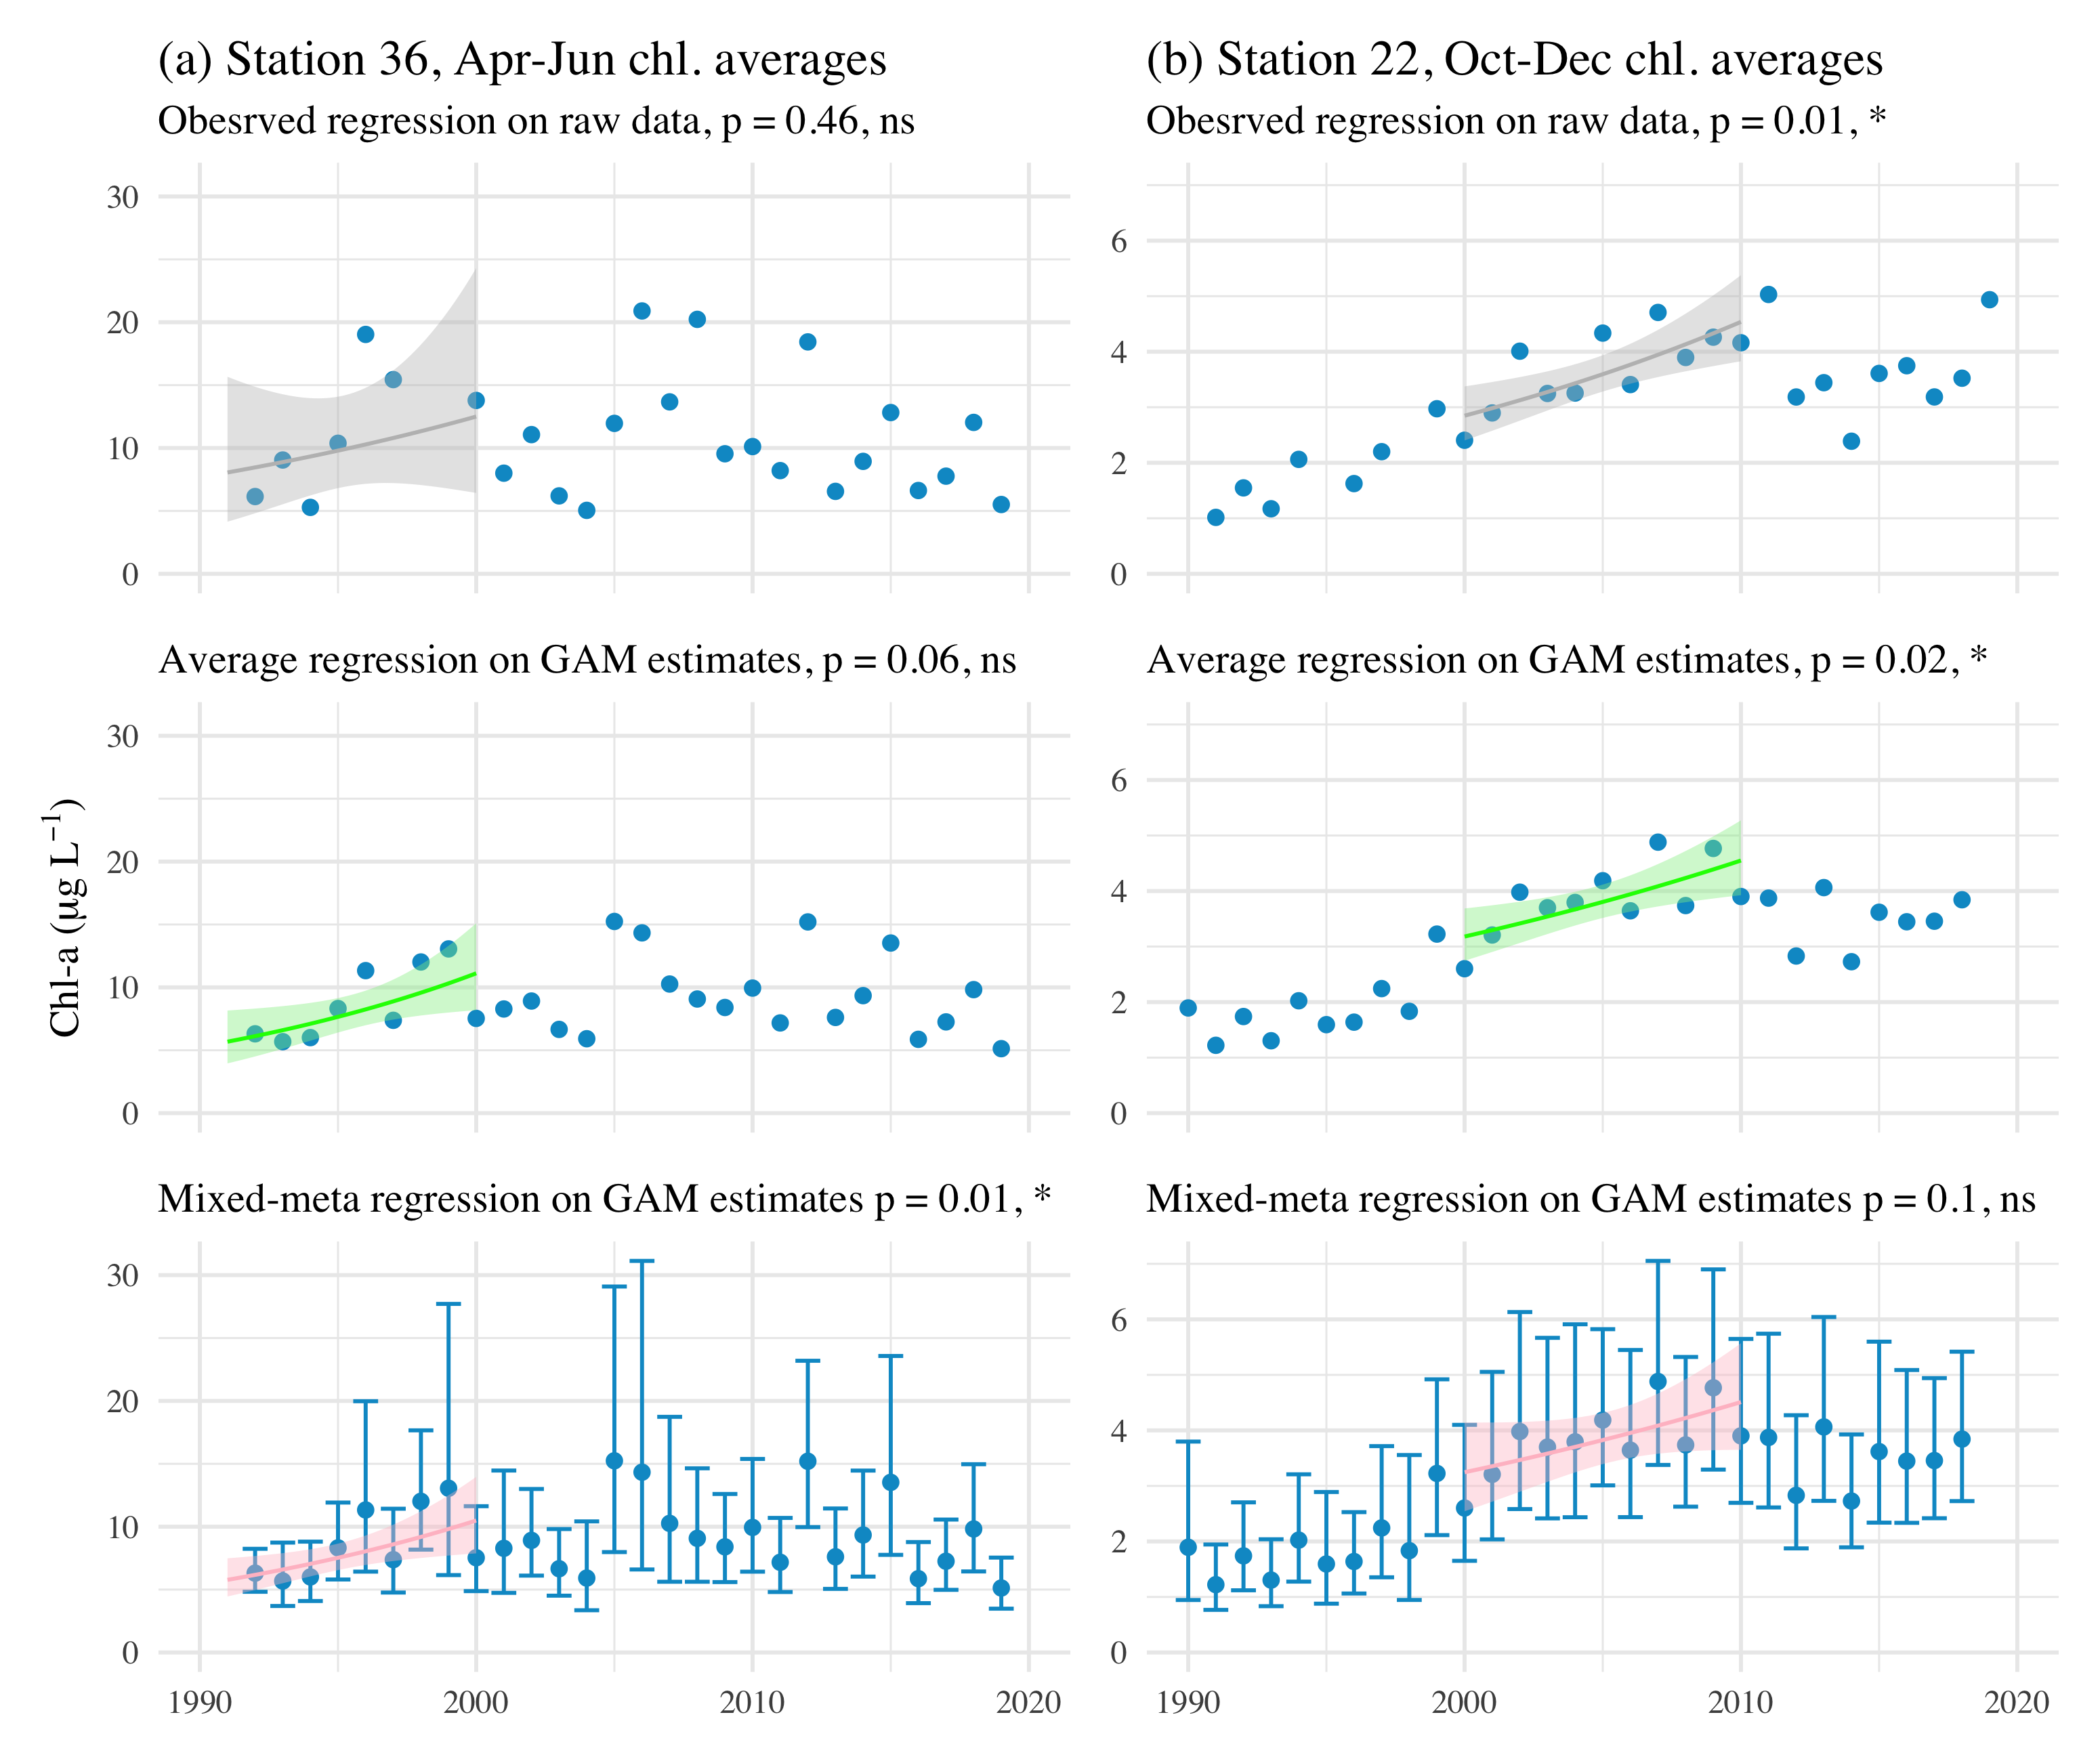 (a) Station 36, Apr-Jun chl. averages
Obesrved regression on raw data, p = 0.46, ns
30
20
10
0
Average regression on GAM estimates, p = 0.06, ns
30
20
10
0
Mixed-meta regression on GAM estimates p = 0.01, *
30
20
10
0
1990 2000 2010 2020
Chl-a (µg L⁻¹)
(b) Station 22, Oct-Dec chl. averages
Obesrved regression on raw data, p = 0.01, *
6
4
2
0
Average regression on GAM estimates, p = 0.02, *
6
4
2
0
Mixed-meta regression on GAM estimates p = 0.1, ns
6
4
2
0
1990 2000 2010 2020